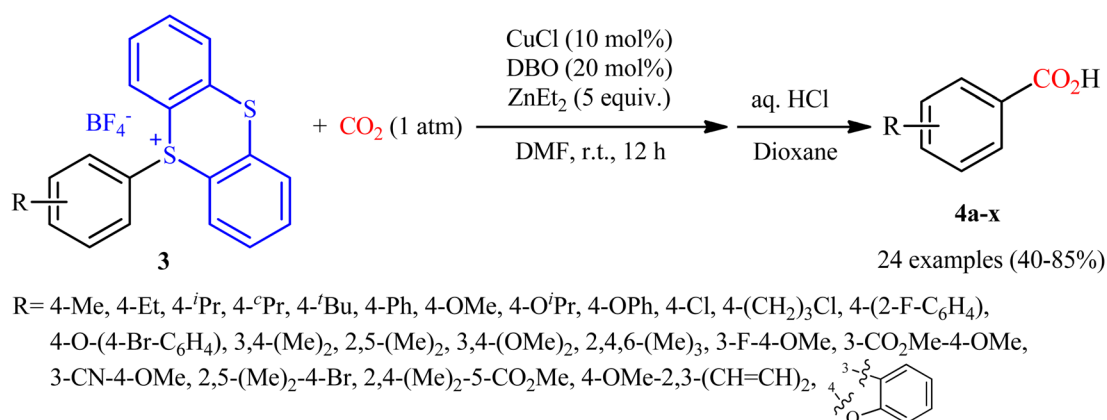 CuCl (10 mol%)
DBO (20 mol%)
ZnEt₂ (5 equiv.)
DMF, r.t., 12 h
aq. HCl
Dioxane
S
BF₄⁻
+
S
R
3
+ CO₂ (1 atm)
CO₂H
R
4a-x
24 examples (40-85%)
R= 4-Me, 4-Et, 4-ⁱPr, 4-ᶜPr, 4-ᵗBu, 4-Ph, 4-OMe, 4-OⁱPr, 4-OPh, 4-Cl, 4-(CH₂)₃Cl, 4-(2-F-C₆H₄),
4-O-(4-Br-C₆H₄), 3,4-(Me)₂, 2,5-(Me)₂, 3,4-(OMe)₂, 2,4,6-(Me)₃, 3-F-4-OMe, 3-CO₂Me-4-OMe,
3-CN-4-OMe, 2,5-(Me)₂-4-Br, 2,4-(Me)₂-5-CO₂Me, 4-OMe-2,3-(CH=CH)₂,
3
4
O